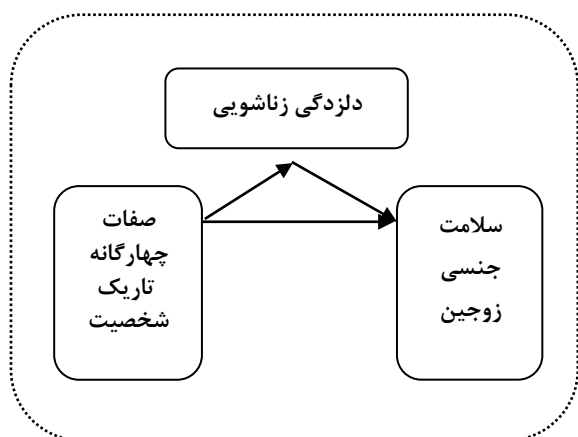 دلزدگی زناشویی
صفات
چهارگانه
تاریک
شخصیت
سلامت
جنسی
زوجین